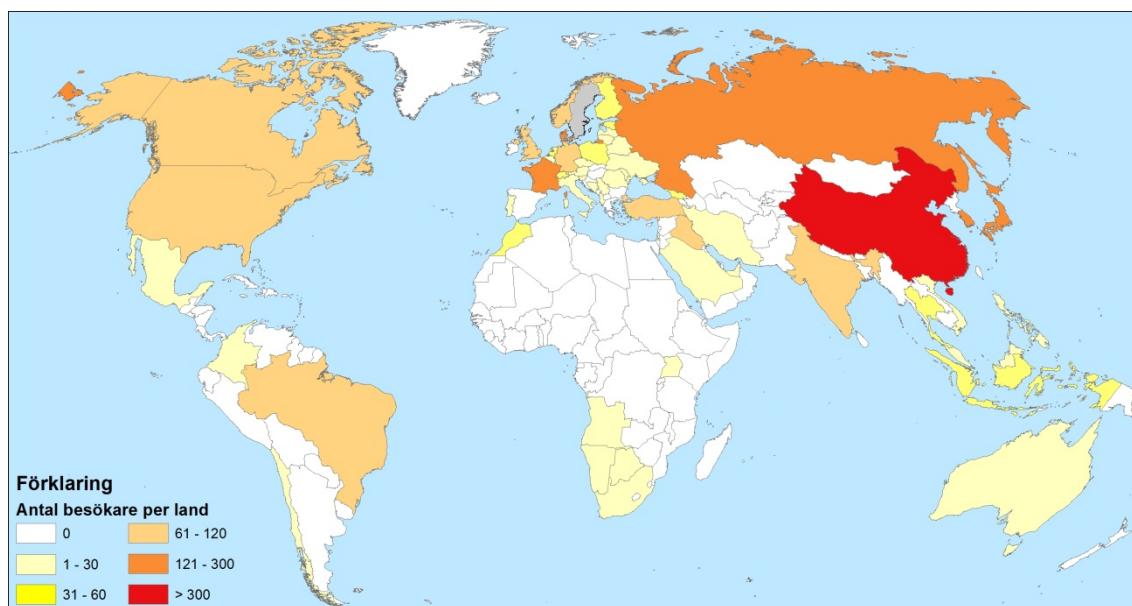 Förklaring
Antal besökare per land
0
61 - 120
1 - 30
121 - 300
31 - 60
> 300